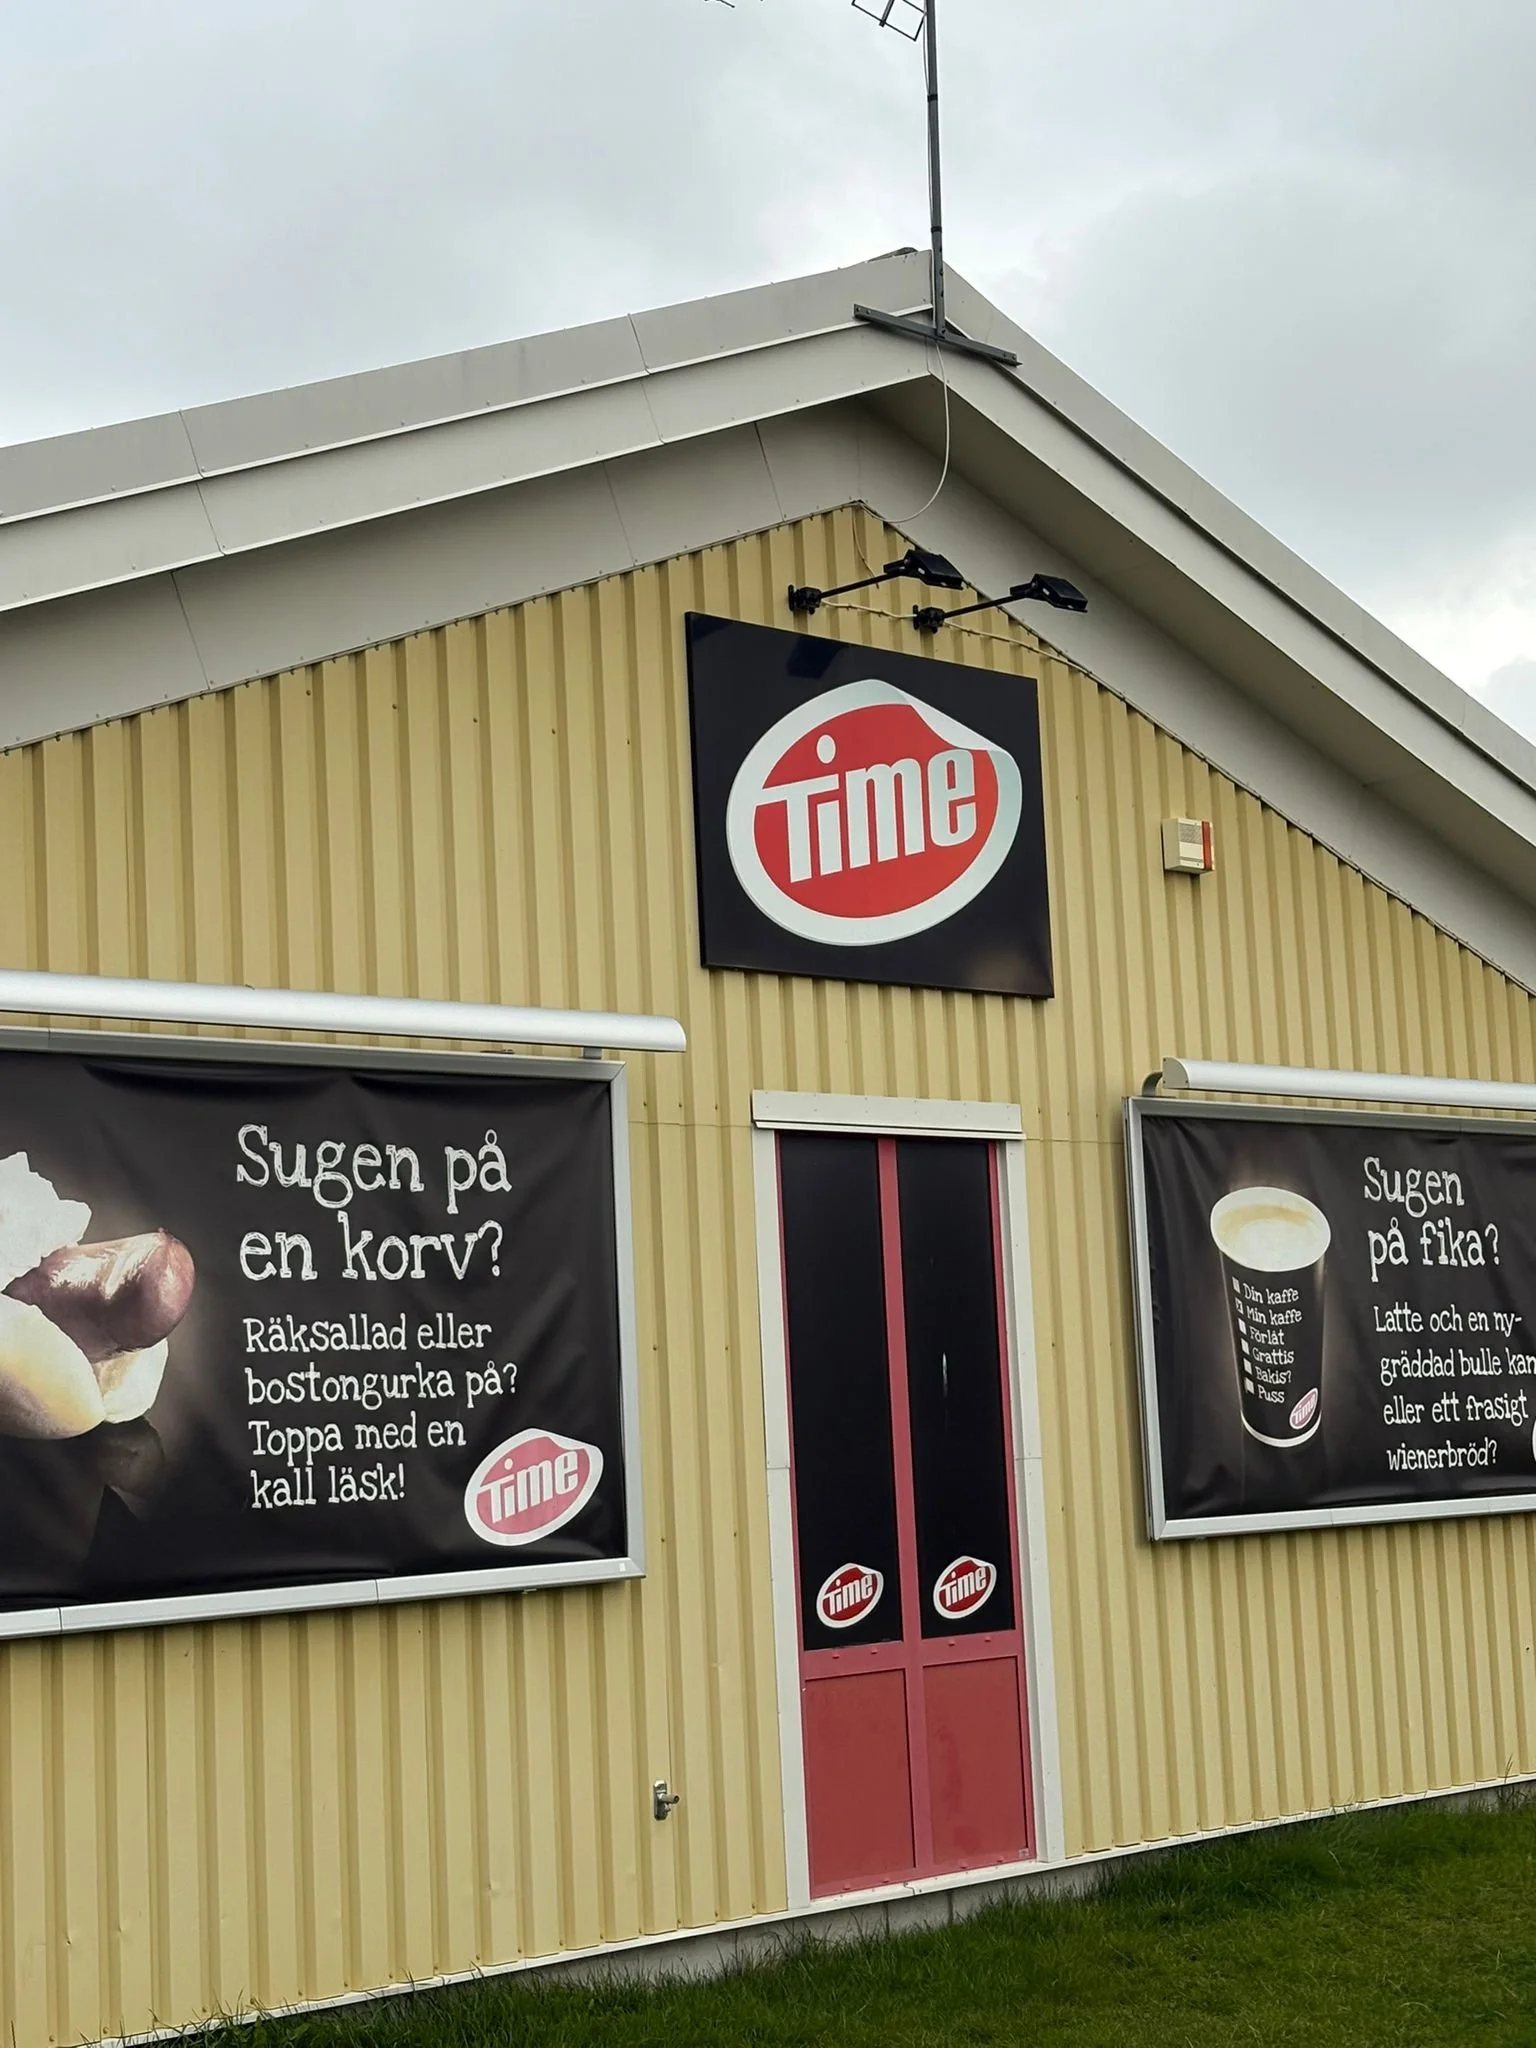 Time
Sugen på
en korv?
Räksallad eller
bostongurka på?
Toppa med en
kall läsk!
Time
Time
Time
Sugen
på fika?
Latte och en ny-
gräddad bulle kan
eller ett frasigt
wienerbröd?
Din kaffe
Min kaffe
Förlåt
Grattis
Bakis?
Puss
Time